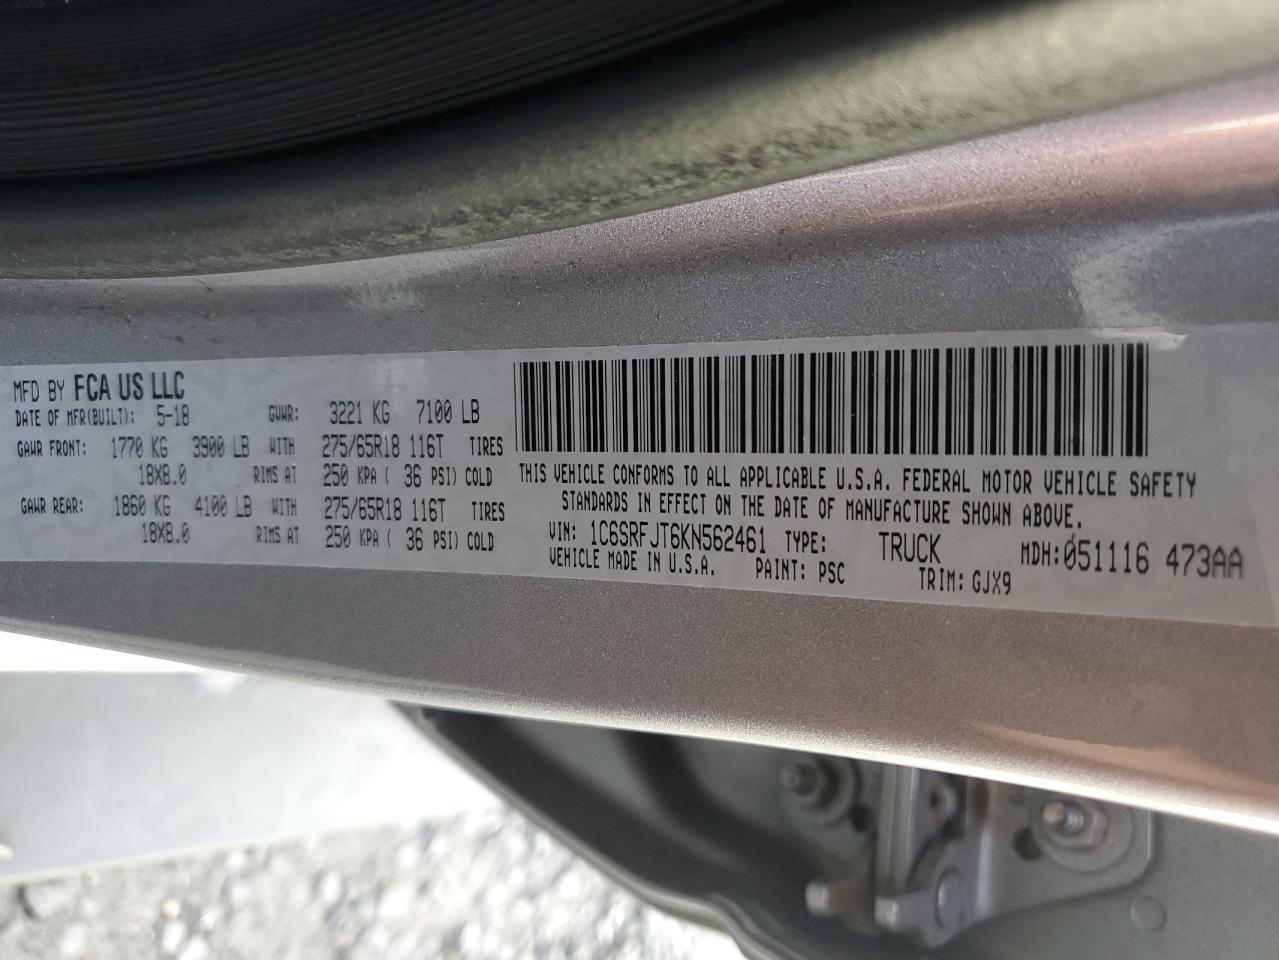 MFD BY FCA US LLC
DATE OF MFR(BUILT): 5-18 GVWR: 3221 KG 7100 LB
GAWR FRONT: 1770 KG 3900 LB WITH 275/65R18 116T TIRES
18X8.0 RIMS AT 250 KPA ( 36 PSI) COLD
GAWR REAR: 1860 KG 4100 LB WITH 275/65R18 116T TIRES
18X8.0 RIMS AT 250 KPA ( 36 PSI) COLD
THIS VEHICLE CONFORMS TO ALL APPLICABLE U.S.A. FEDERAL MOTOR VEHICLE SAFETY
STANDARDS IN EFFECT ON THE DATE OF MANUFACTURE SHOWN ABOVE.
VIN: 1C6SRFJT6KN562461 TYPE: TRUCK MDH:051116 473AA
VEHICLE MADE IN U.S.A. PAINT: PSC TRIM: GJX9